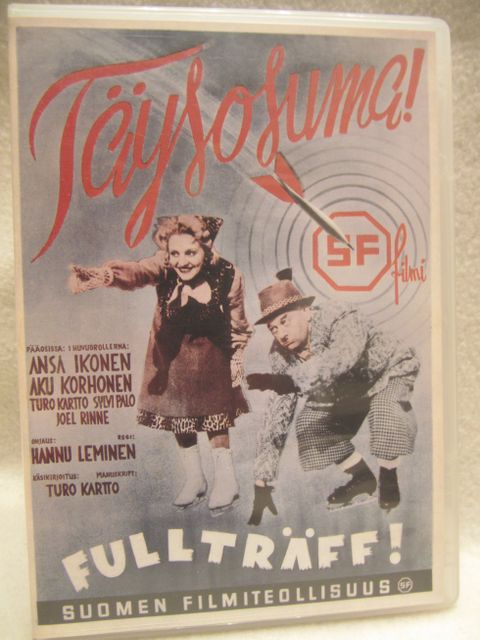 Täysosuma!
SF
filmi
PÄÄOSISSA: I HUVUDROLLERNA:
ANSA IKONEN
AKU KORHONEN
TURO KARTTO SYLVI PALO
JOEL RINNE
OHJAUS: REGI:
HANNU LEMINEN
KÄSIKIRJOITUS: MANUSKRIPT:
TURO KARTTO
FULLTRÄFF!
SUOMEN FILMITEOLLISUUS SF